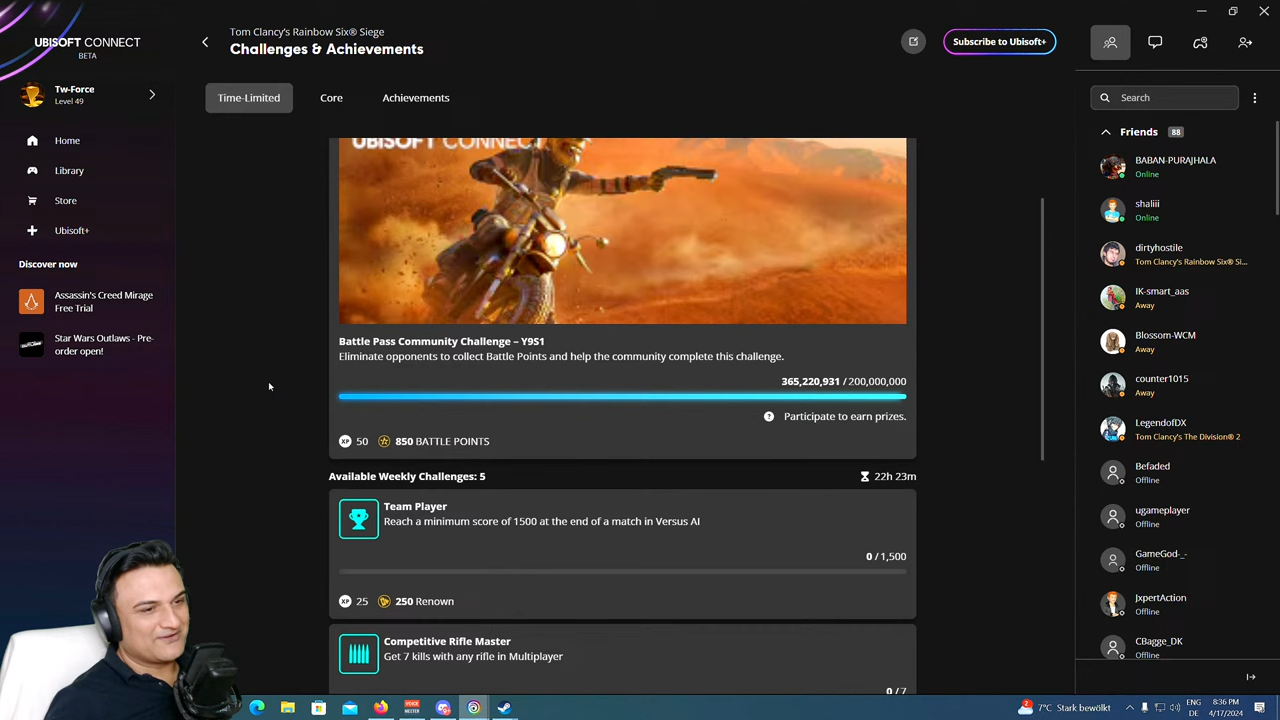 UBISOFT CONNECT
BETA
Tom Clancy's Rainbow Six® Siege
Challenges & Achievements
Subscribe to Ubisoft+
Tw-Force
Level 49
Time-Limited
Core
Achievements
Search
Home
Library
Store
Ubisoft+
Discover now
Assassin's Creed Mirage
Free Trial
Star Wars Outlaws - Pre-
order open!
UBISOFT CONNECT
Battle Pass Community Challenge – Y9S1
Eliminate opponents to collect Battle Points and help the community complete this challenge.
365,220,931 / 200,000,000
Participate to earn prizes.
XP 50 850 BATTLE POINTS
Available Weekly Challenges: 5
22h 23m
Team Player
Reach a minimum score of 1500 at the end of a match in Versus AI
0 / 1,500
XP 25 250 Renown
Competitive Rifle Master
Get 7 kills with any rifle in Multiplayer
0 / 7
Friends 88
BABAN-PURAJHALA
Online
shaliii
Online
dirtyhostile
Tom Clancy's Rainbow Six® Si...
IK-smart_aas
Away
Blossom-WCM
Away
counter1015
Away
LegendofDX
Tom Clancy's The Division® 2
Befaded
Offline
ugameplayer
Offline
GameGod-_-
Offline
JxpertAction
Offline
CBagge_DK
Offline
VOICE
MEETER
2
7°C Stark bewölkt
ENG
DE
8:36 PM
4/17/2024